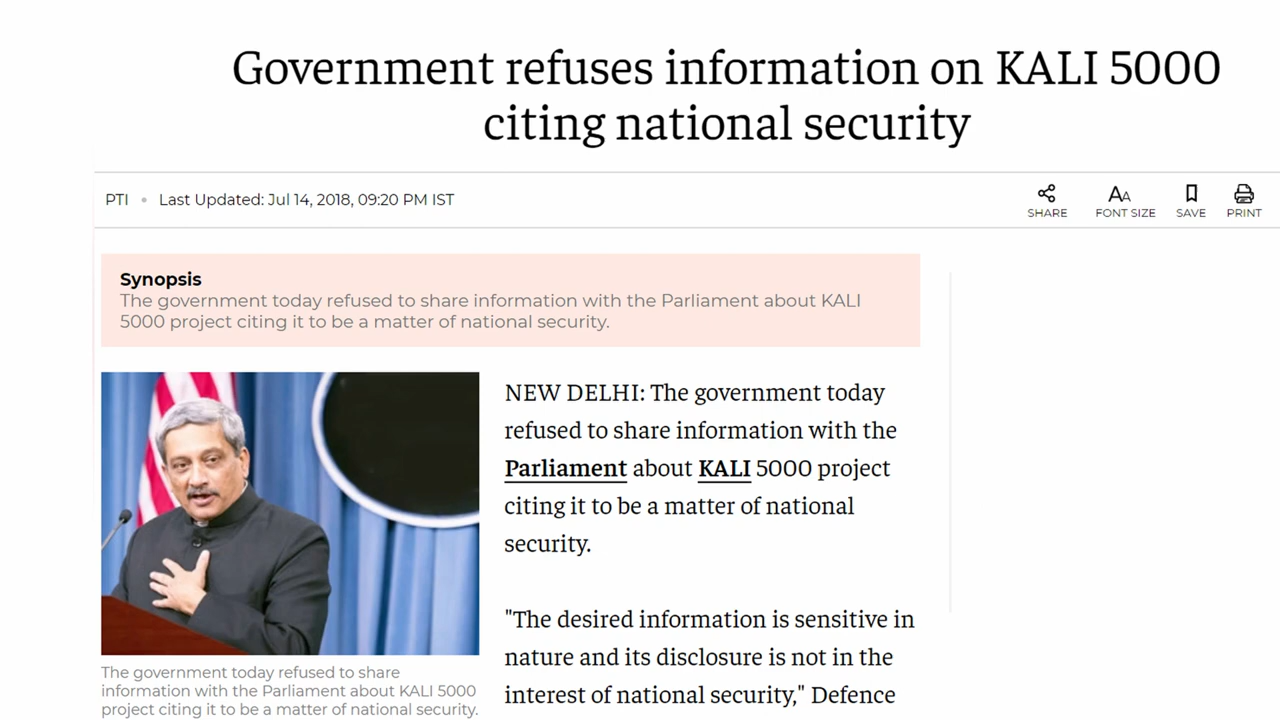 Government refuses information on KALI 5000
citing national security
PTI • Last Updated: Jul 14, 2018, 09:20 PM IST
SHARE
FONT SIZE
SAVE
PRINT
Synopsis
The government today refused to share information with the Parliament about KALI
5000 project citing it to be a matter of national security.
The government today refused to share
information with the Parliament about KALI 5000
project citing it to be a matter of national security.
NEW DELHI: The government today
refused to share information with the
Parliament about KALI 5000 project
citing it to be a matter of national
security.
"The desired information is sensitive in
nature and its disclosure is not in the
interest of national security," Defence